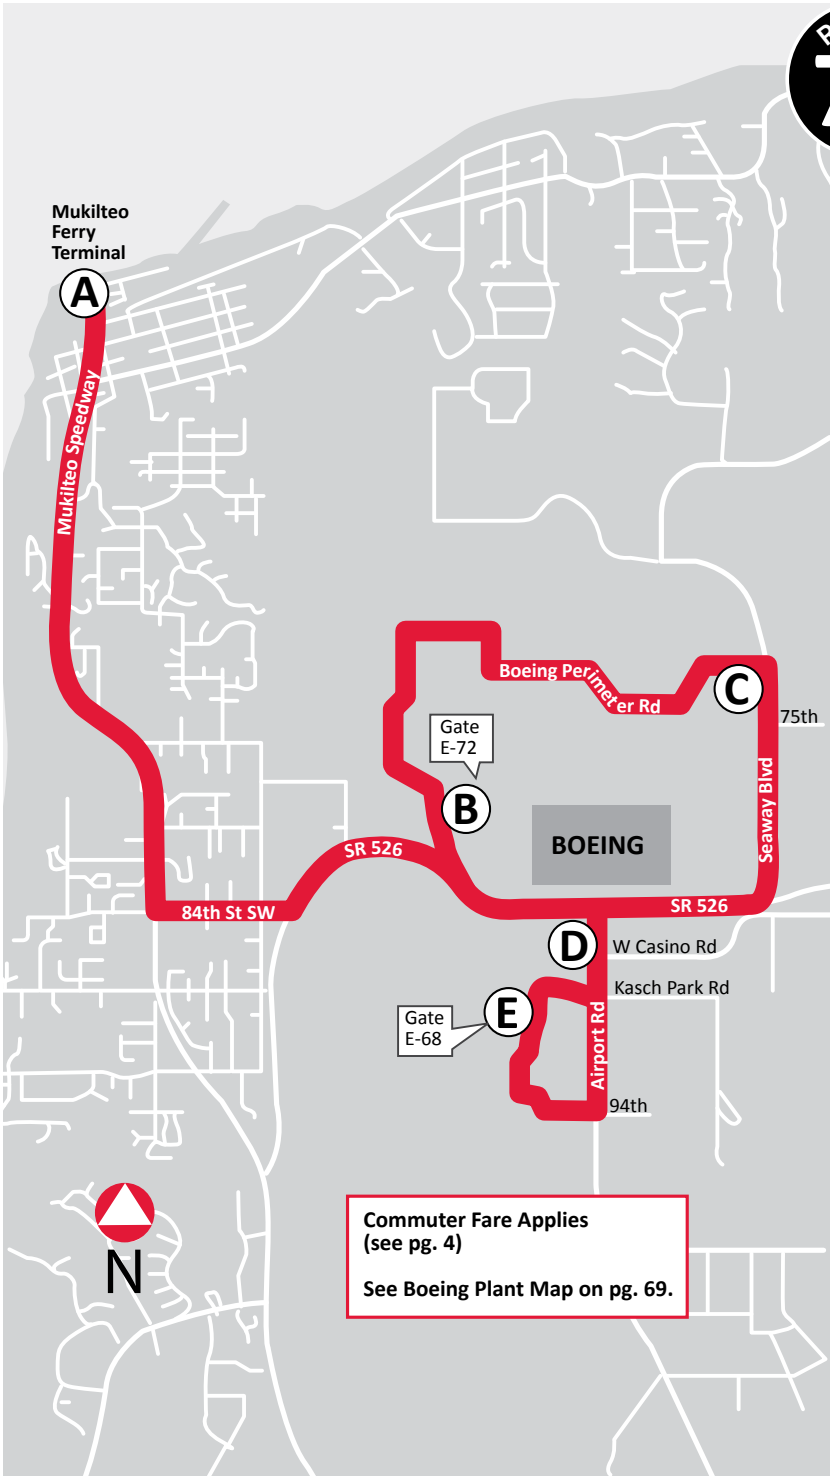 Mukilteo
Ferry
Terminal
A
Mukilteo Speedway
Boeing Perimeter Rd
C
75th
Gate
E-72
B
Seaway Blvd
BOEING
SR 526
84th St SW
SR 526
D
W Casino Rd
Kasch Park Rd
Gate
E-68
E
Airport Rd
94th
N
Commuter Fare Applies
(see pg. 4)
See Boeing Plant Map on pg. 69.